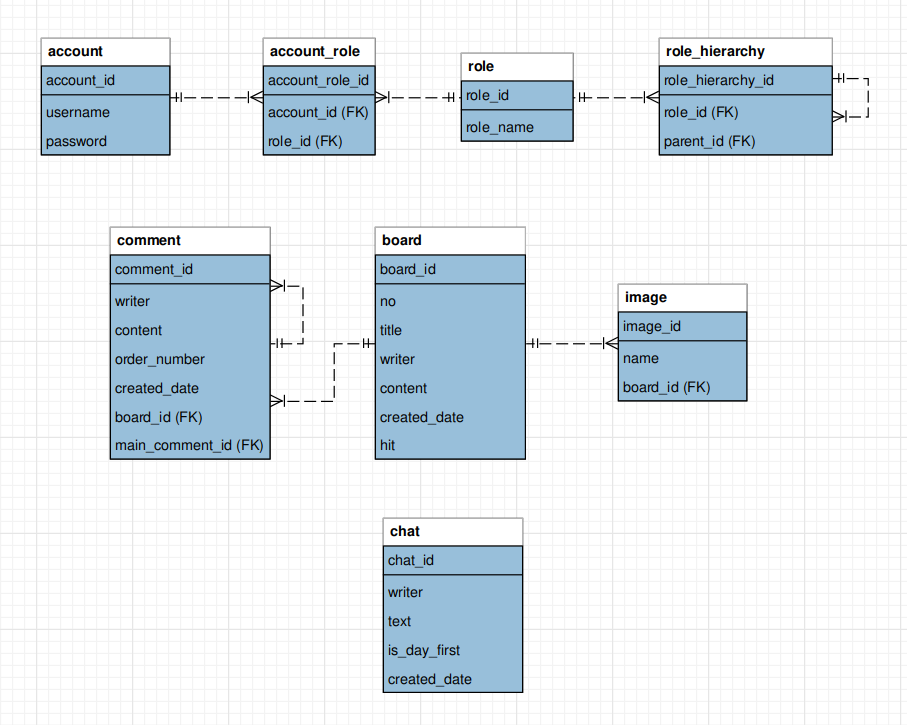 account
account_id
username
password
account_role
account_role_id
account_id (FK)
role_id (FK)
role
role_id
role_name
role_hierarchy
role_hierarchy_id
role_id (FK)
parent_id (FK)
comment
comment_id
writer
content
order_number
created_date
board_id (FK)
main_comment_id (FK)
board
board_id
no
title
writer
content
created_date
hit
image
image_id
name
board_id (FK)
chat
chat_id
writer
text
is_day_first
created_date